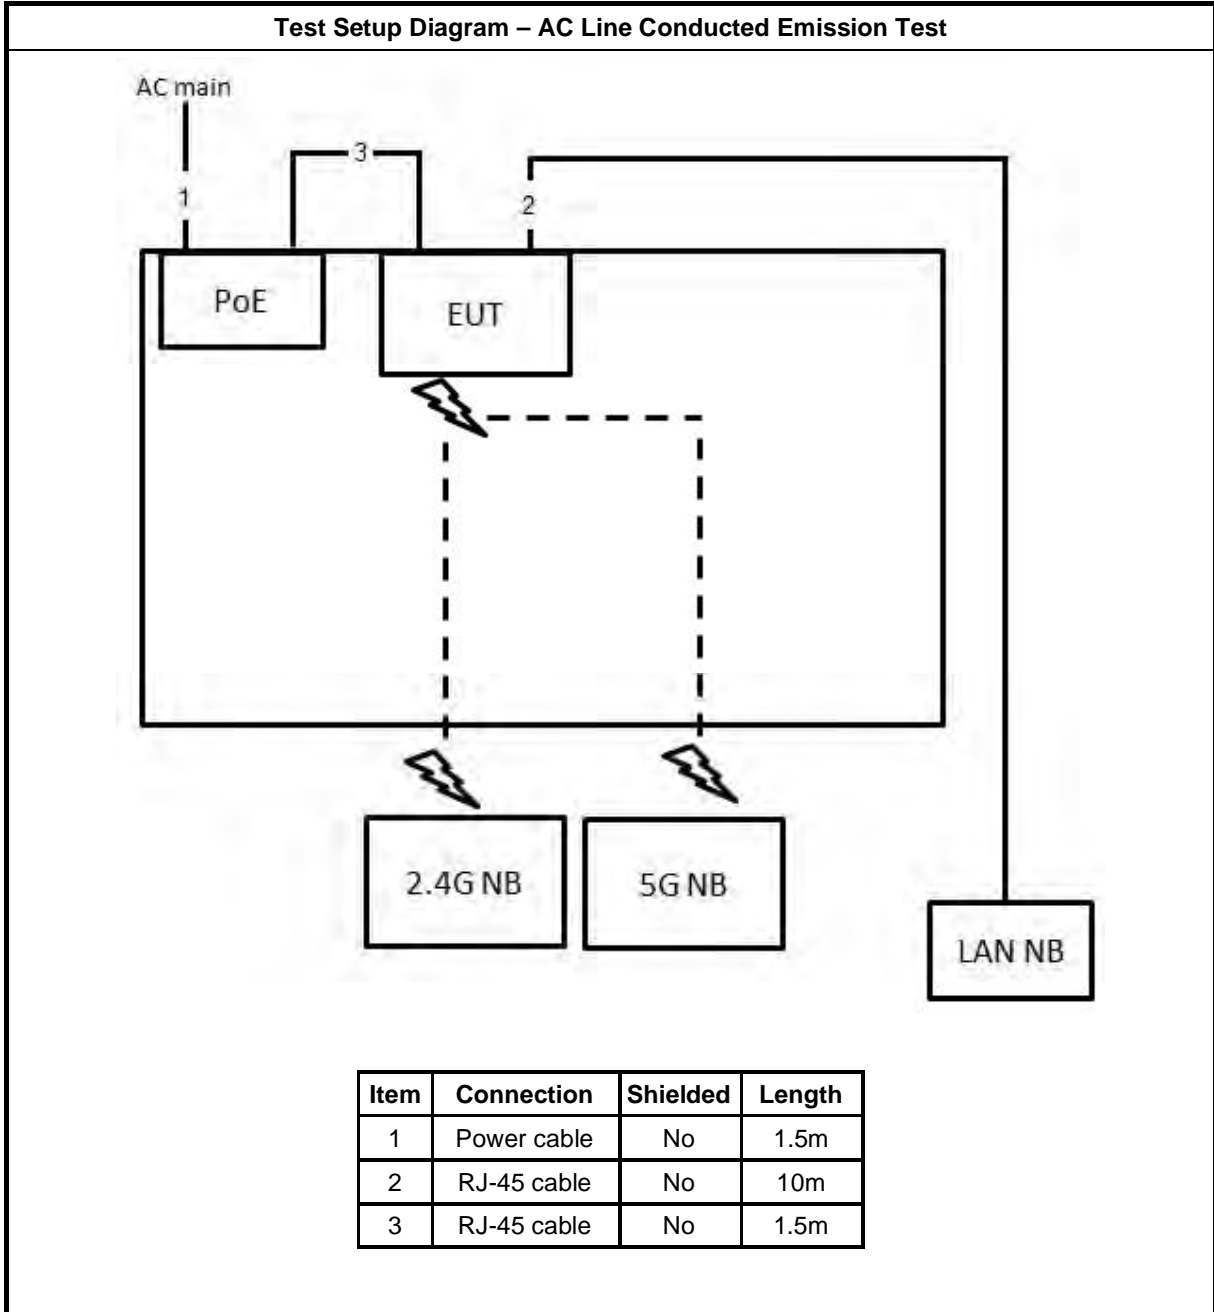 Test Setup Diagram – AC Line Conducted Emission Test
AC main
3
1
2
PoE
EUT
2.4G NB
5G NB
LAN NB
Item Connection Shielded Length
1 Power cable No 1.5m
2 RJ-45 cable No 10m
3 RJ-45 cable No 1.5m